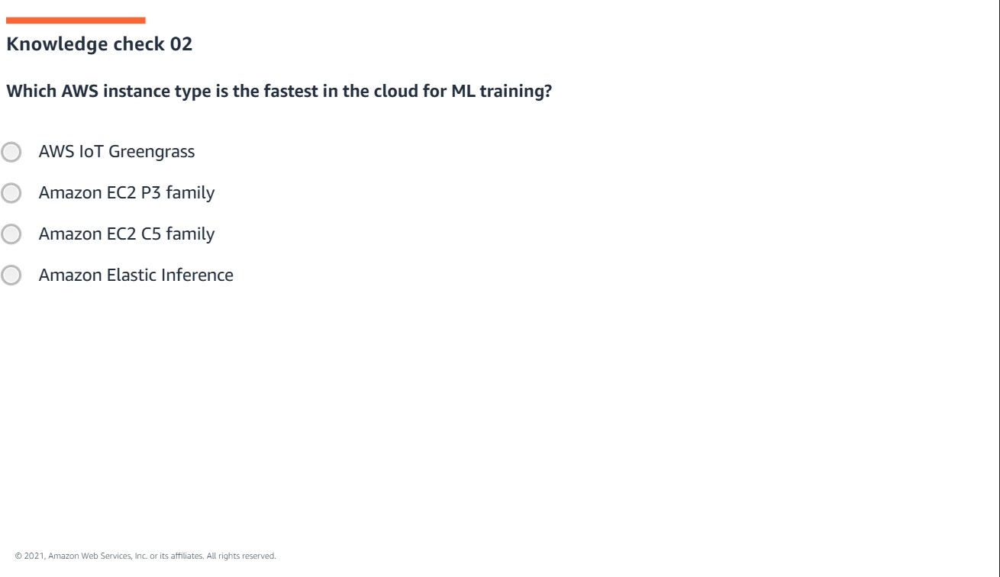 Knowledge check 02
Which AWS instance type is the fastest in the cloud for ML training?
AWS IoT Greengrass
Amazon EC2 P3 family
Amazon EC2 C5 family
Amazon Elastic Inference
© 2021, Amazon Web Services, Inc. or its affiliates. All rights reserved.